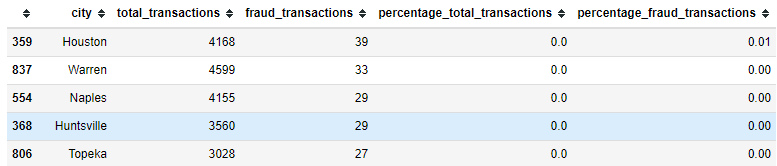 city total_transactions fraud_transactions percentage_total_transactions percentage_fraud_transactions
359 Houston 4168 39 0.0 0.01
837 Warren 4599 33 0.0 0.00
554 Naples 4155 29 0.0 0.00
368 Huntsville 3560 29 0.0 0.00
806 Topeka 3028 27 0.0 0.00